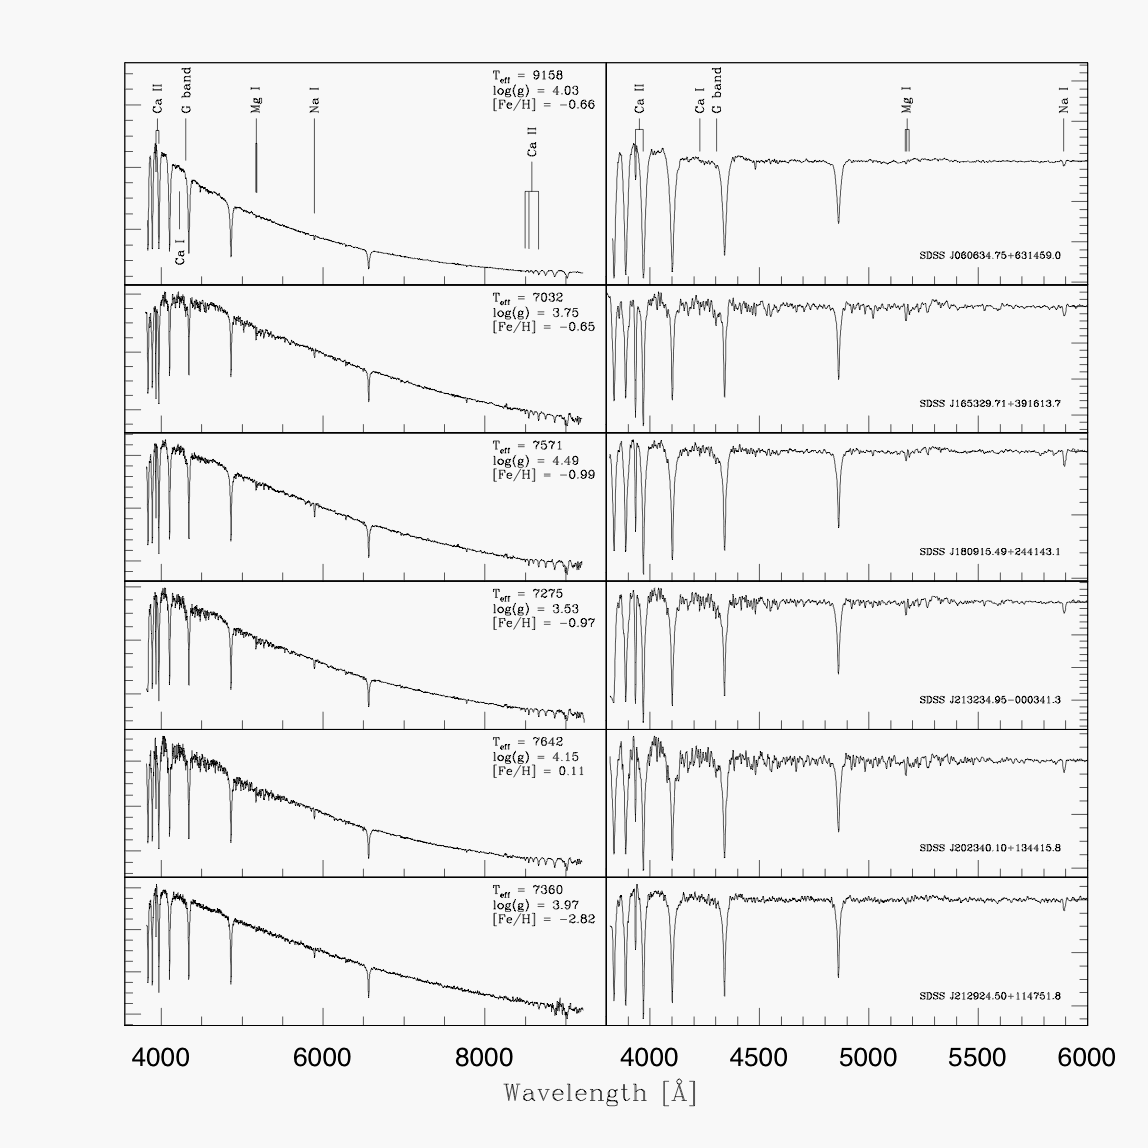 Ca II
G band
Mg I
Na I
Ca II
Ca I
T_eff = 9158
log(g) = 4.03
[Fe/H] = −0.66
Ca II
Ca I
G band
Mg I
Na I
SDSS J060634.75+631459.0
T_eff = 7032
log(g) = 3.75
[Fe/H] = −0.65
SDSS J165329.71+391613.7
T_eff = 7571
log(g) = 4.49
[Fe/H] = −0.99
SDSS J180915.49+244143.1
T_eff = 7275
log(g) = 3.53
[Fe/H] = −0.97
SDSS J213234.95−000341.3
T_eff = 7642
log(g) = 4.15
[Fe/H] = 0.11
SDSS J202340.10+134415.8
T_eff = 7360
log(g) = 3.97
[Fe/H] = −2.82
SDSS J212924.50+114751.8
4000 6000 8000 4000 4500 5000 5500 6000
Wavelength [Å]